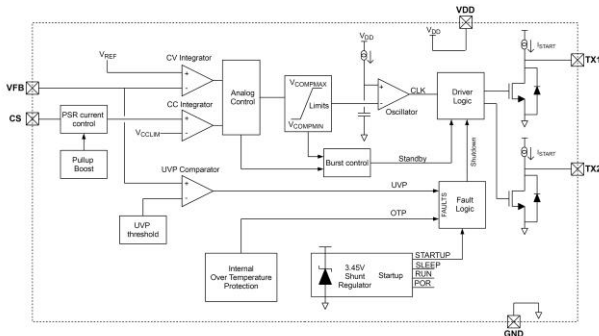 VDD
VDD
ISTART
TX1
VREF
CV Integrator
VFB
CC Integrator
Analog
Control
VCOMPMAX
Limits
VCOMPMIN
CLK
Oscillator
Driver
Logic
CS
PSR current
control
VCCLIM
Pullup
Boost
Burst control
Standby
Shutdown
ISTART
TX2
UVP Comparator
UVP
FAULTS
Fault
Logic
UVP
threshold
OTP
Internal
Over Temperature
Protection
3.45V
Shunt
Regulator
Startup
STARTUP
SLEEP
RUN
POR
GND